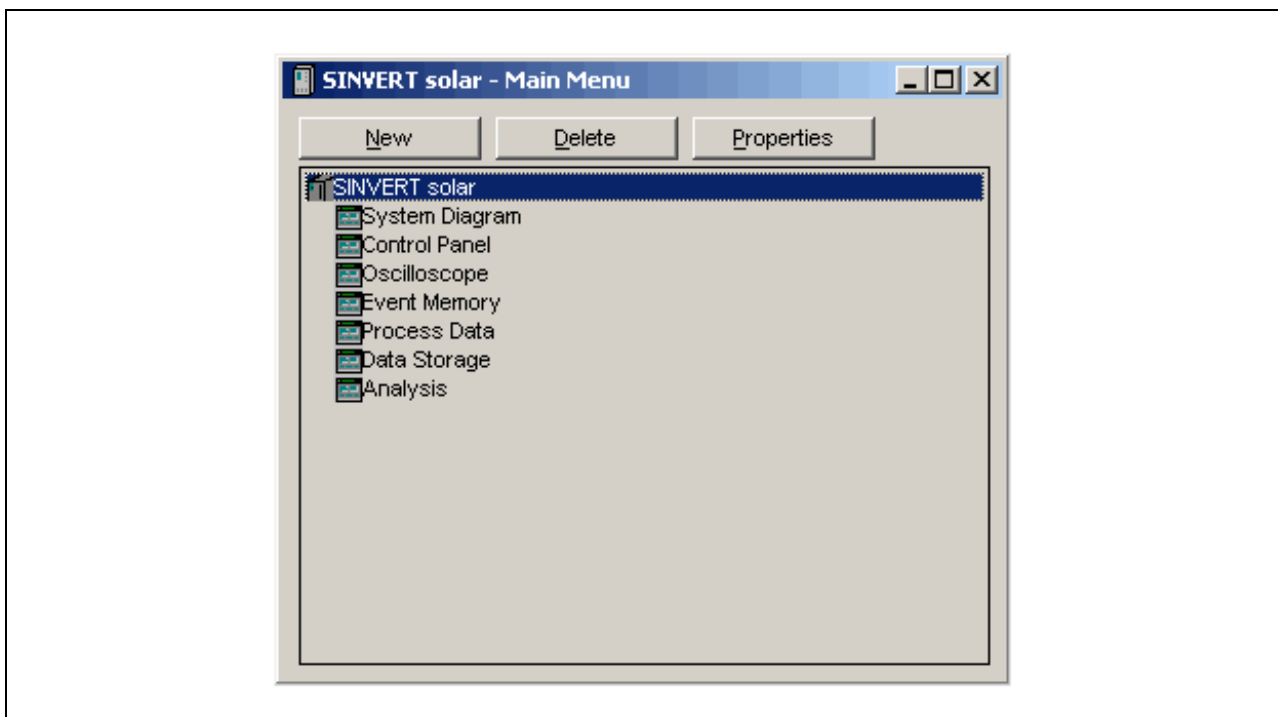 SINVERT solar - Main Menu
New Delete Properties
SINVERT solar
System Diagram
Control Panel
Oscilloscope
Event Memory
Process Data
Data Storage
Analysis